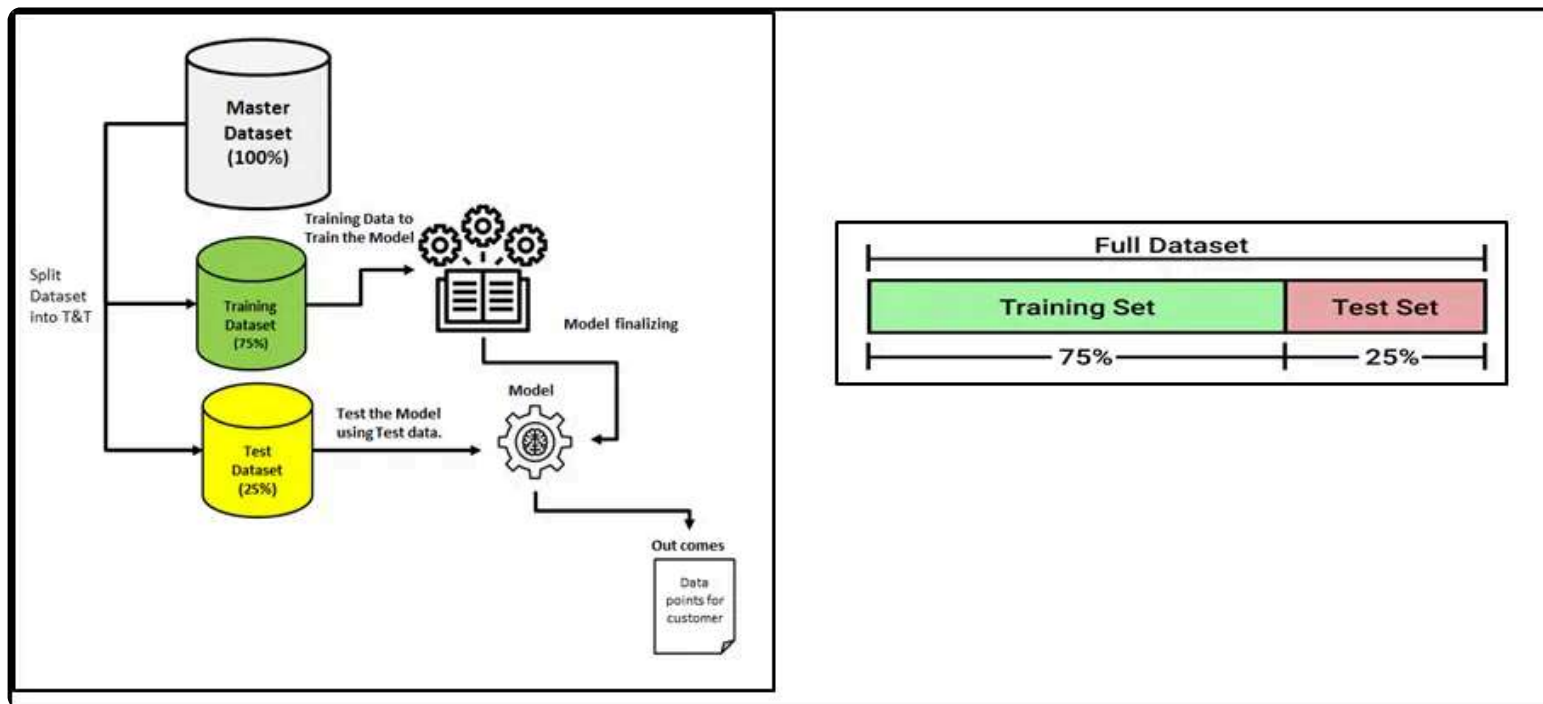 Master
Dataset
(100%)
Training Data to
Train the Model
Split
Dataset
into T&T
Training
Dataset
(75%)
Model finalizing
Model
Test the Model
using Test data.
Test
Dataset
(25%)
Out comes
Data
points for
customer
Full Dataset
Training Set
Test Set
75%
25%